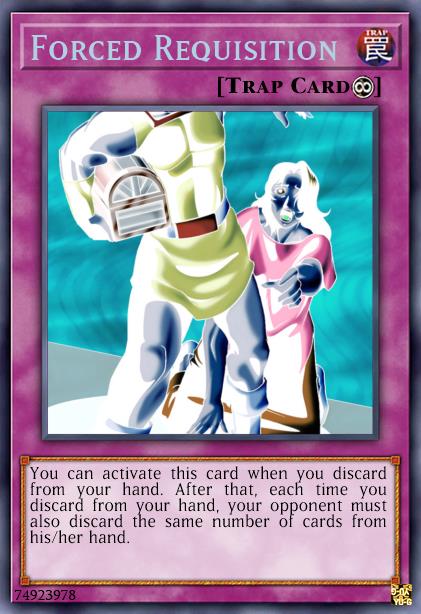 Forced Requisition
TRAP
罠
[Trap Card]
You can activate this card when you discard
from your hand. After that, each time you
discard from your hand, your opponent must
also discard the same number of cards from
his/her hand.
74923978